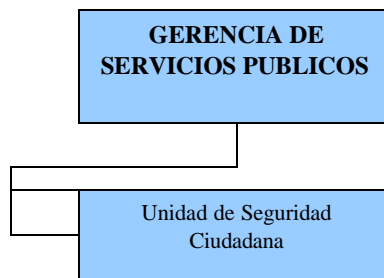 GERENCIA DE
SERVICIOS PUBLICOS
Unidad de Seguridad
Ciudadana